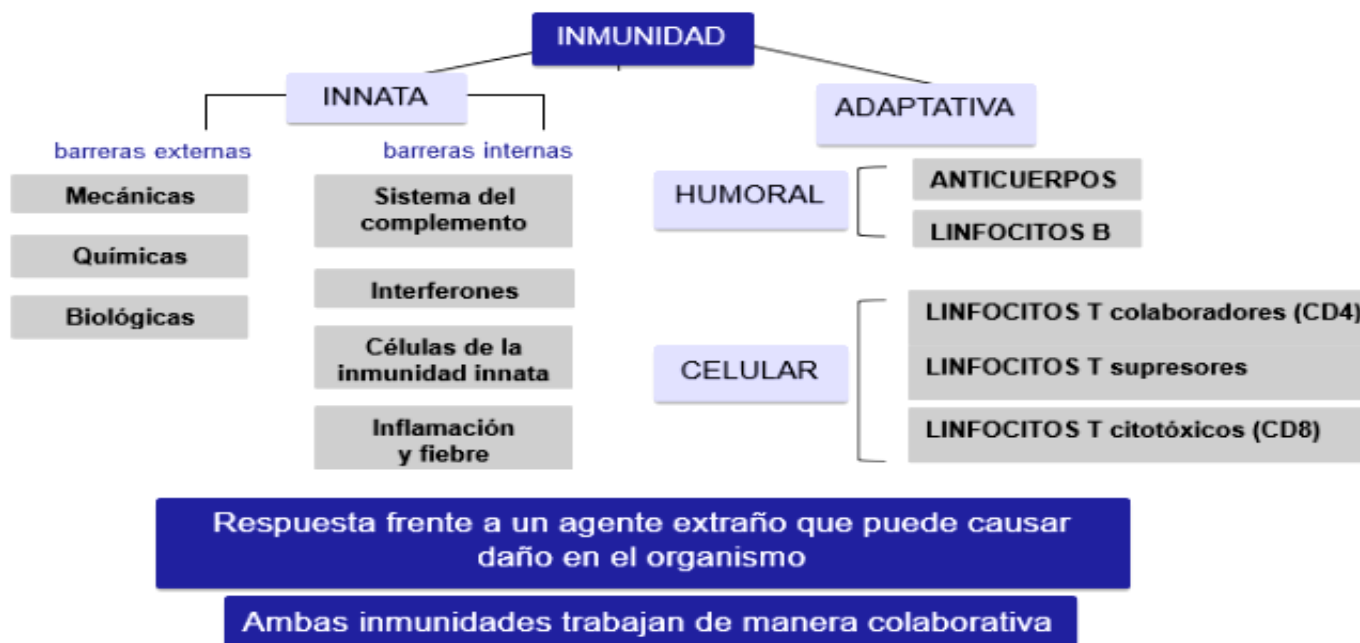 INMUNIDAD
INNATA
ADAPTATIVA
barreras externas
barreras internas
Mecánicas
Químicas
Biológicas
Sistema del
complemento
Interferones
Células de la
inmunidad innata
Inflamación
y fiebre
HUMORAL
ANTICUERPOS
LINFOCITOS B
CELULAR
LINFOCITOS T colaboradores (CD4)
LINFOCITOS T supresores
LINFOCITOS T citotóxicos (CD8)
Respuesta frente a un agente extraño que puede causar
daño en el organismo
Ambas inmunidades trabajan de manera colaborativa